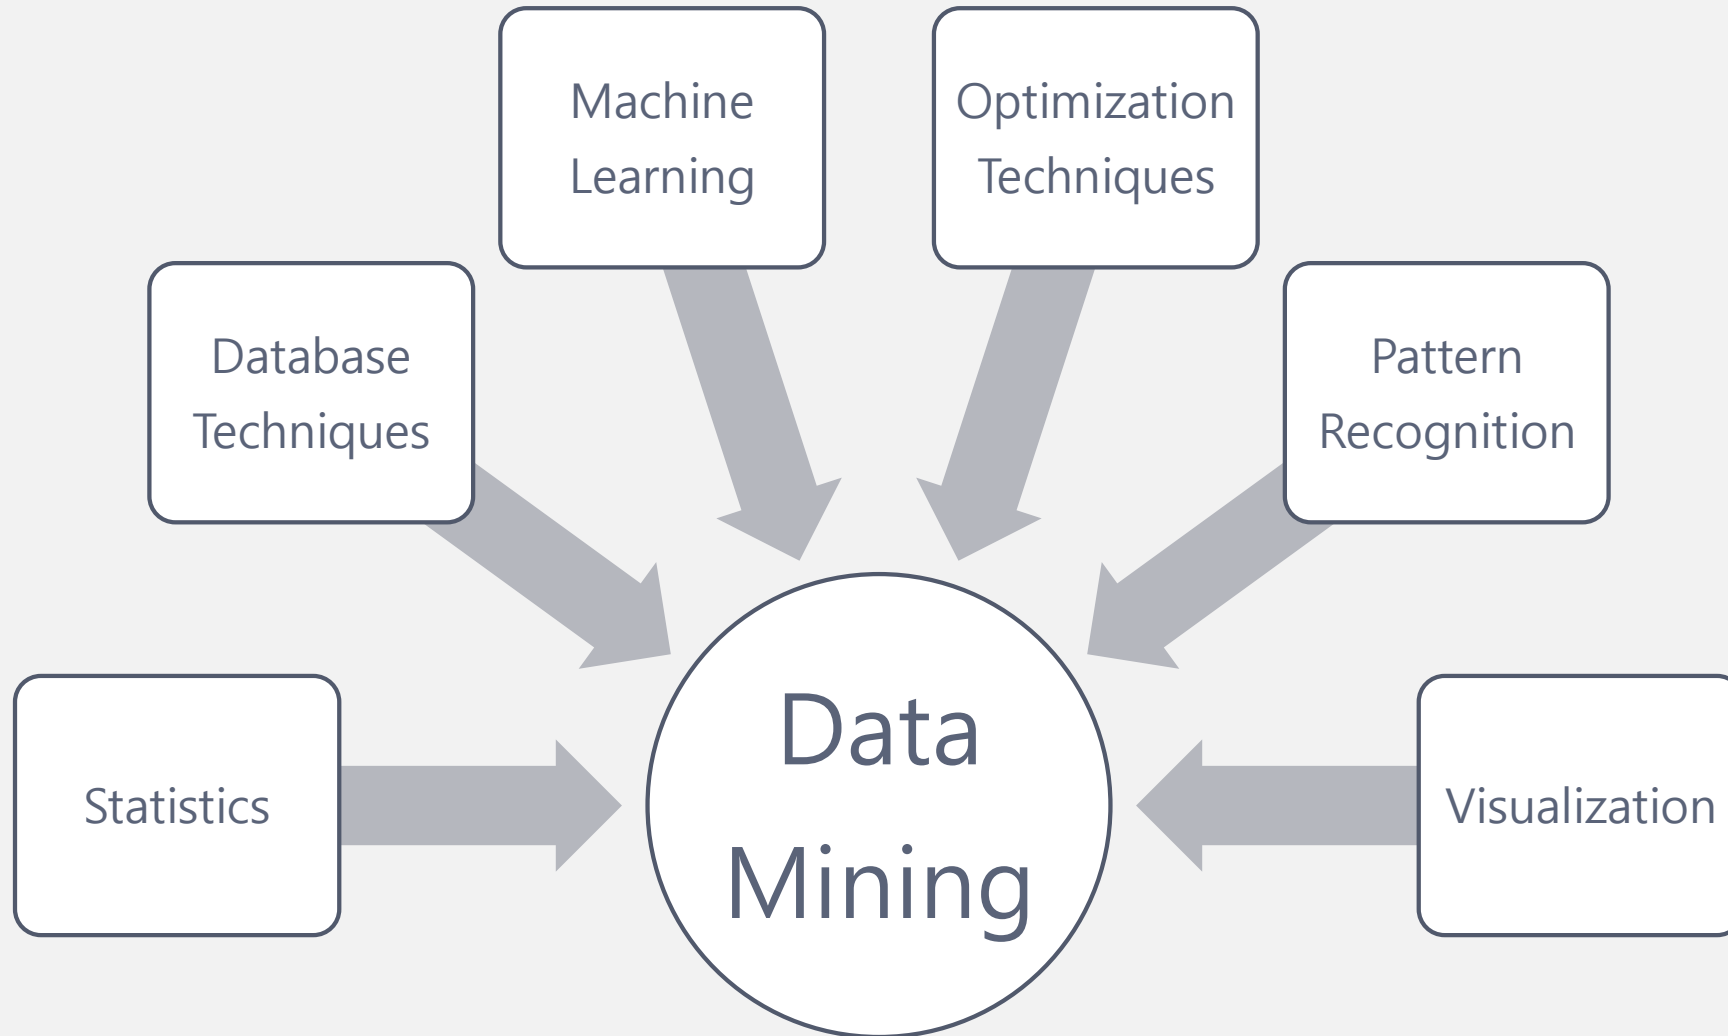 Machine
Learning
Optimization
Techniques
Database
Techniques
Pattern
Recognition
Statistics
Data
Mining
Visualization